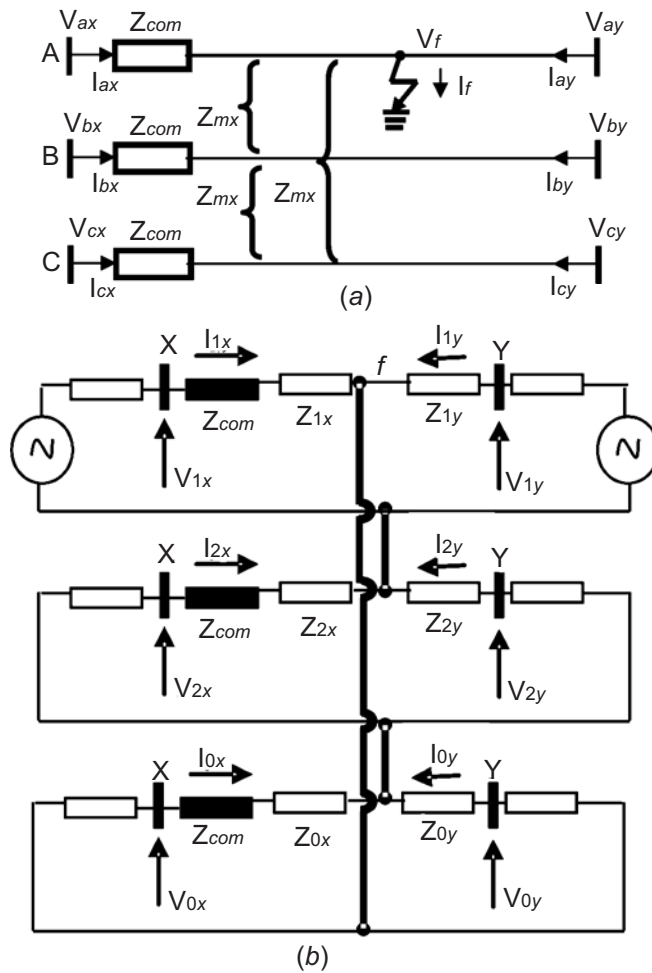 Vax Zcom Vf Vay
A
Iax If Iay
Zmx
Vbx Zcom Vby
B
Ibx Zmx Zmx Iby
Vcx Zcom Vcy
C
Icx Icy
(a)
X I1x f I1y Y
Zcom Z1x Z1y
V1x V1y
X I2x I2y Y
Zcom Z2x Z2y
V2x V2y
X I0x I0y Y
Zcom Z0x Z0y
V0x V0y
(b)